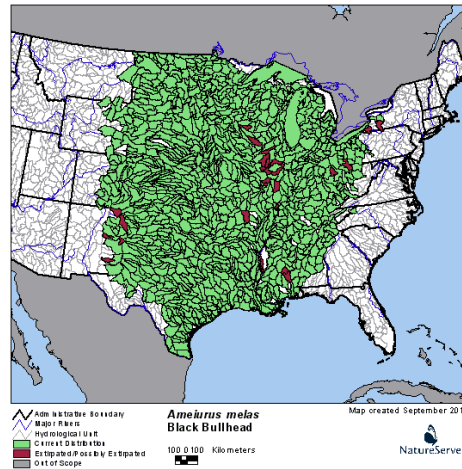 Administrative Boundary
Major Rivers
Hydrological Unit
Current Distribution
Extirpated/Possibly Extirpated
Out of Scope
Ameiurus melas
Black Bullhead
100 0 100 Kilometers
Map created September 201
NatureServe